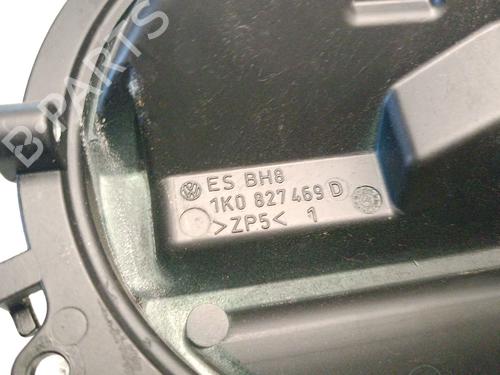 B-PARTS
ES BH8
1K0 827 469 D
>ZP5< 1